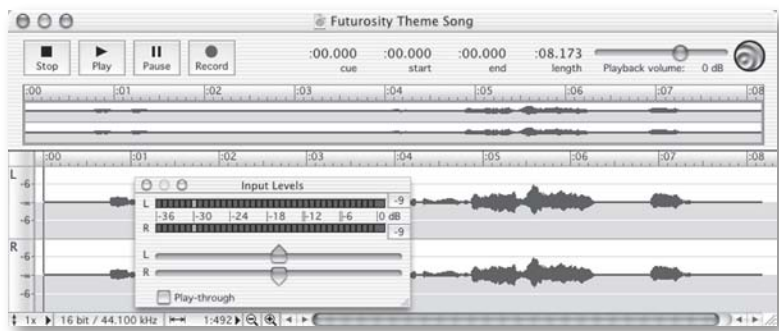 Futurosity Theme Song
Stop Play Pause Record
:00.000 :00.000 :00.000 :08.173
cue start end length
Playback volume: 0 dB
:00 :01 :02 :03 :04 :05 :06 :07 :08
:00 :01 :02 :03 :04 :05 :06 :07 :08
L
-6
-∞
-6
R
-6
-∞
-6
Input Levels
L -9
-36 -30 -24 -18 -12 -6 0 dB
R -9
L
R
Play-through
1x 16 bit / 44.100 kHz 1:492